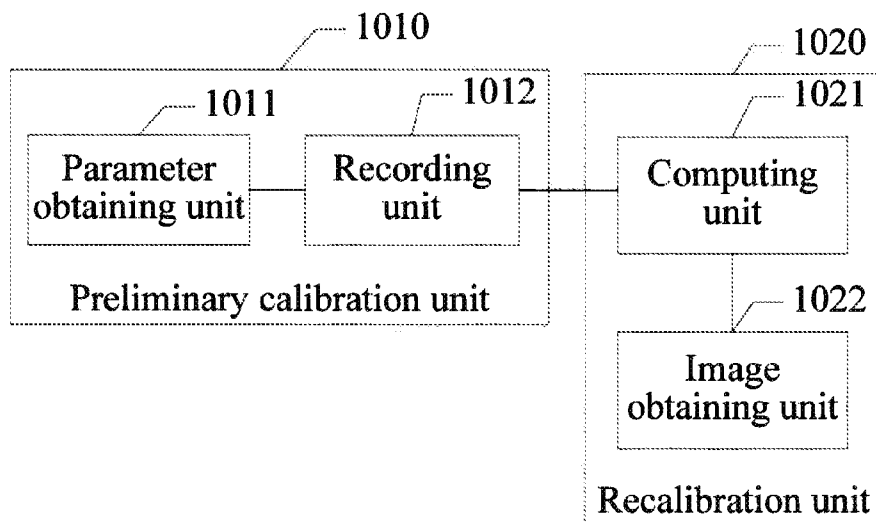 1010
1020
1011
1012
1021
Parameter
obtaining unit
Recording
unit
Computing
unit
Preliminary calibration unit
1022
Image
obtaining unit
Recalibration unit